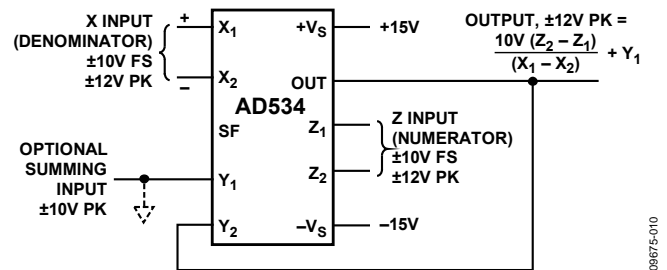 X INPUT
(DENOMINATOR)
±10V FS
±12V PK
+
–
X1
X2
SF
Y1
Y2
AD534
+VS
OUT
Z1
Z2
–VS
+15V
–15V
OUTPUT, ±12V PK =
10V (Z2 – Z1)
(X1 – X2)
+ Y1
Z INPUT
(NUMERATOR)
±10V FS
±12V PK
OPTIONAL
SUMMING
INPUT
±10V PK
09675-010